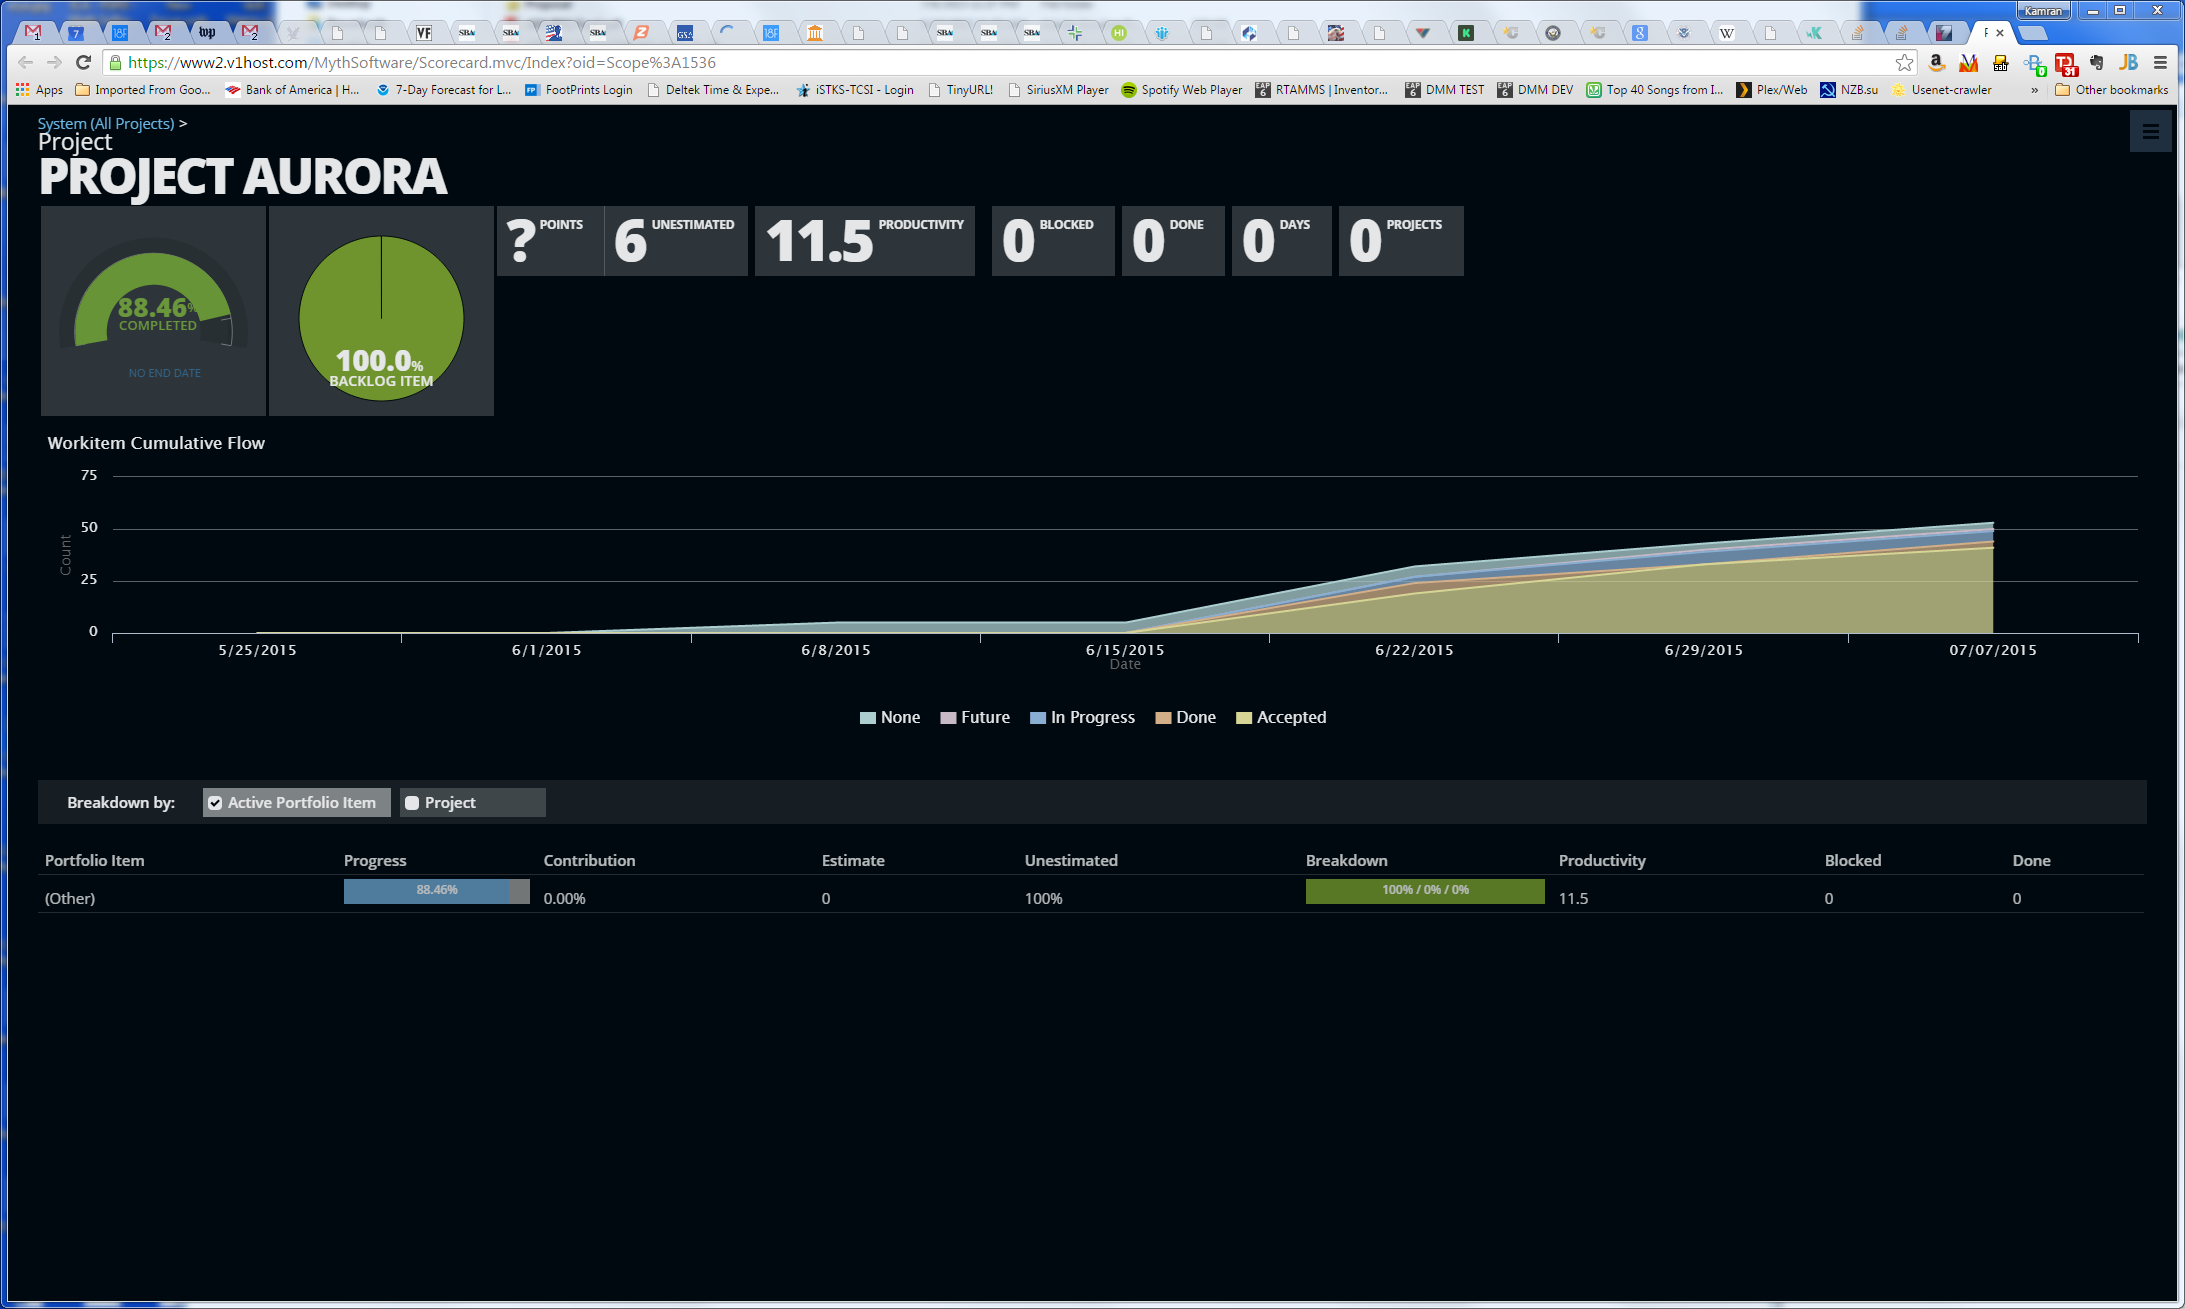 Kamran
https://www2.v1host.com/MythSoftware/Scorecard.mvc/Index?oid=Scope%3A1536
Apps Imported From Goo... Bank of America | H... 7-Day Forecast for L... FootPrints Login Deltek Time & Expe... iSTKS-TCSI - Login TinyURL! SiriusXM Player Spotify Web Player RTAMMS | Inventor... DMM TEST DMM DEV Top 40 Songs from I... Plex/Web NZB.su Usenet-crawler » Other bookmarks
System (All Projects) >
Project
PROJECT AURORA
? POINTS 6 UNESTIMATED 11.5 PRODUCTIVITY 0 BLOCKED 0 DONE 0 DAYS 0 PROJECTS
88.46%
COMPLETED
NO END DATE
100.0%
BACKLOG ITEM
Workitem Cumulative Flow
75
50
25
0
Count
5/25/2015 6/1/2015 6/8/2015 6/15/2015 6/22/2015 6/29/2015 07/07/2015
Date
None Future In Progress Done Accepted
Breakdown by: Active Portfolio Item Project
Portfolio Item Progress Contribution Estimate Unestimated Breakdown Productivity Blocked Done
(Other) 88.46% 0.00% 0 100% 100% / 0% / 0% 11.5 0 0